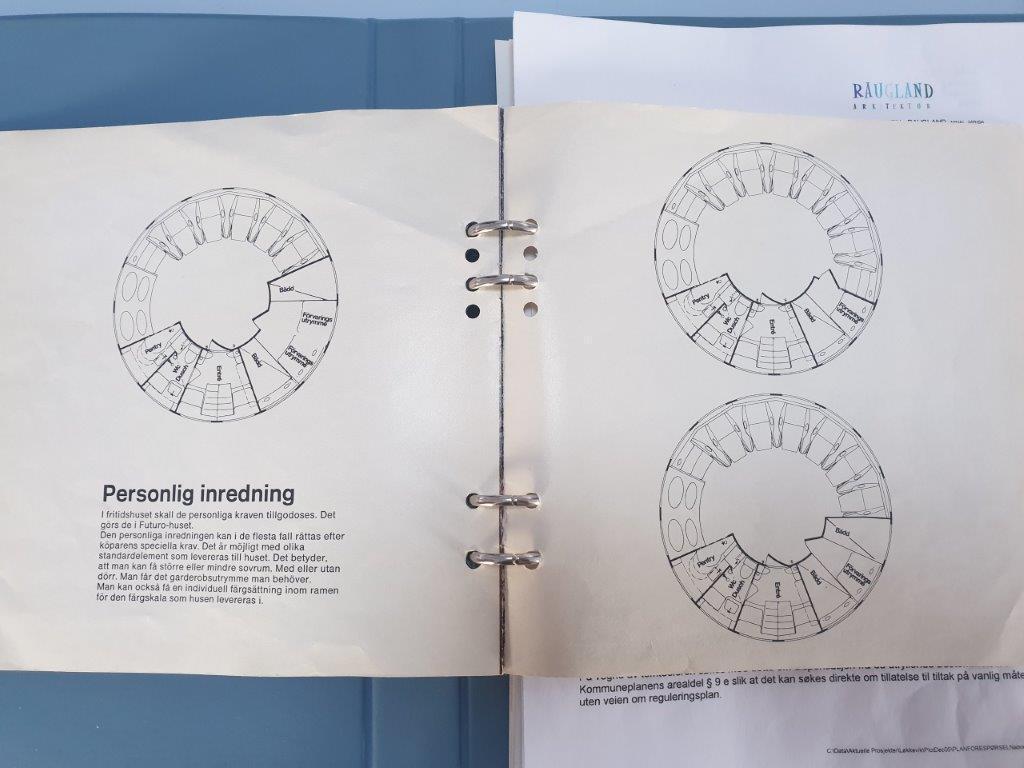 Bädd
Förvarings
utrymme
Förvarings
utrymme
Bädd
Entré
Wc
Dusch
Pentry
Personlig inredning
I fritidshuset skall de personliga kraven tillgodoses. Det
görs de i Futuro-huset.
Den personliga inredningen kan i de flesta fall rättas efter
köparens speciella krav. Det är möjligt med olika
standardelement som levereras till huset. Det betyder,
att man kan få större eller mindre sovrum. Med eller utan
dörr. Man får det garderobsutrymme man behöver.
Man kan också få en individuell färgsättning inom ramen
för den färgskala som husen levereras i.
RAUGLAND
ARKITEKTER
Pentry
Wc
Dusch
Entré
Bädd
Förvarings
utrymme
Bädd
Förvarings
utrymme
Bädd
Entré
Wc
Dusch
Pentry
Kommuneplanens arealdel § 9 e slik at det kan søkes direkte om tillatelse til tiltak på vanlig måte
uten veien om reguleringsplan.